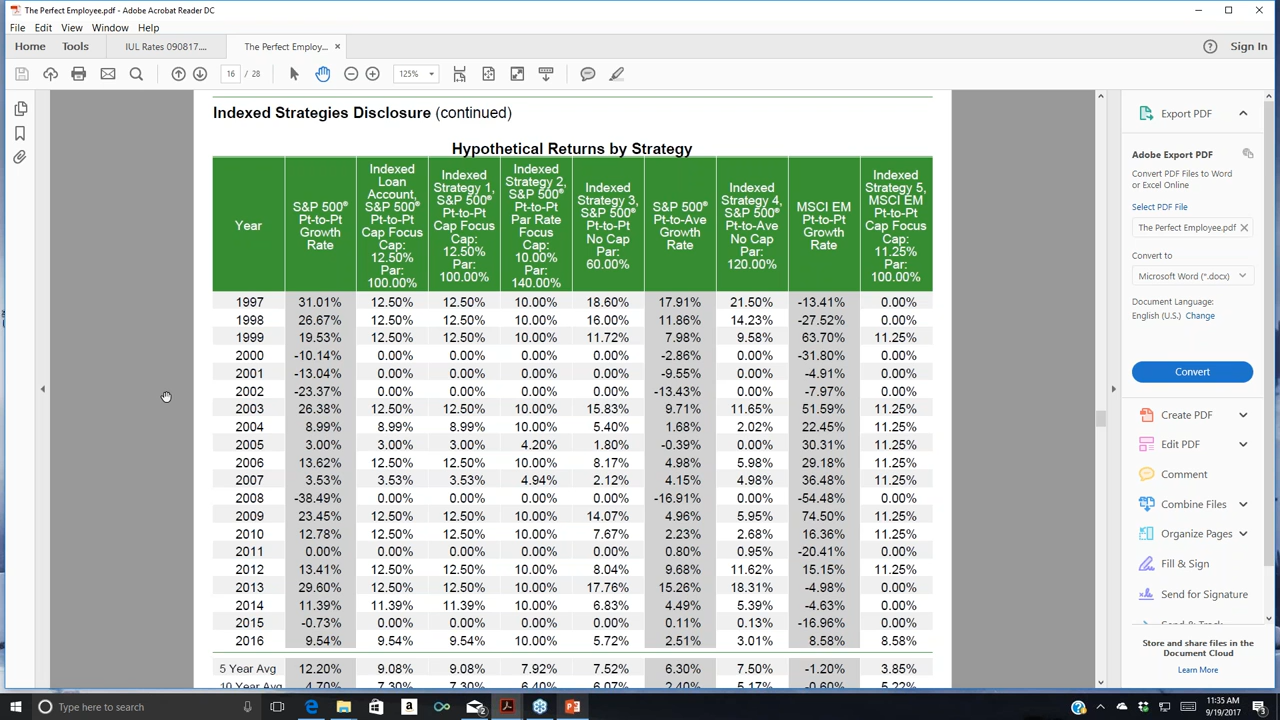 The Perfect Employee.pdf - Adobe Acrobat Reader DC
File Edit View Window Help
Home Tools IUL Rates 090817.... The Perfect Employ... × Sign In
16 / 28 125%
Indexed Strategies Disclosure (continued)
Hypothetical Returns by Strategy
Year
S&P 500®
Pt-to-Pt
Growth
Rate
Indexed
Loan
Account,
S&P 500®
Pt-to-Pt
Cap Focus
Cap:
12.50%
Par:
100.00%
Indexed
Strategy 1,
S&P 500®
Pt-to-Pt
Cap Focus
Cap:
12.50%
Par:
100.00%
Indexed
Strategy 2,
S&P 500®
Pt-to-Pt
Par Rate
Focus
Cap:
10.00%
Par:
140.00%
Indexed
Strategy 3,
S&P 500®
Pt-to-Pt
No Cap
Par:
60.00%
S&P 500®
Pt-to-Ave
Growth
Rate
Indexed
Strategy 4,
S&P 500®
Pt-to-Ave
No Cap
Par:
120.00%
MSCI EM
Pt-to-Pt
Growth
Rate
Indexed
Strategy 5,
MSCI EM
Pt-to-Pt
Cap Focus
Cap:
11.25%
Par:
100.00%
1997 31.01% 12.50% 12.50% 10.00% 18.60% 17.91% 21.50% -13.41% 0.00%
1998 26.67% 12.50% 12.50% 10.00% 16.00% 11.86% 14.23% -27.52% 0.00%
1999 19.53% 12.50% 12.50% 10.00% 11.72% 7.98% 9.58% 63.70% 11.25%
2000 -10.14% 0.00% 0.00% 0.00% 0.00% -2.86% 0.00% -31.80% 0.00%
2001 -13.04% 0.00% 0.00% 0.00% 0.00% -9.55% 0.00% -4.91% 0.00%
2002 -23.37% 0.00% 0.00% 0.00% 0.00% -13.43% 0.00% -7.97% 0.00%
2003 26.38% 12.50% 12.50% 10.00% 15.83% 9.71% 11.65% 51.59% 11.25%
2004 8.99% 8.99% 8.99% 10.00% 5.40% 1.68% 2.02% 22.45% 11.25%
2005 3.00% 3.00% 3.00% 4.20% 1.80% -0.39% 0.00% 30.31% 11.25%
2006 13.62% 12.50% 12.50% 10.00% 8.17% 4.98% 5.98% 29.18% 11.25%
2007 3.53% 3.53% 3.53% 4.94% 2.12% 4.15% 4.98% 36.48% 11.25%
2008 -38.49% 0.00% 0.00% 0.00% 0.00% -16.91% 0.00% -54.48% 0.00%
2009 23.45% 12.50% 12.50% 10.00% 14.07% 4.96% 5.95% 74.50% 11.25%
2010 12.78% 12.50% 12.50% 10.00% 7.67% 2.23% 2.68% 16.36% 11.25%
2011 0.00% 0.00% 0.00% 0.00% 0.00% 0.80% 0.95% -20.41% 0.00%
2012 13.41% 12.50% 12.50% 10.00% 8.04% 9.68% 11.62% 15.15% 11.25%
2013 29.60% 12.50% 12.50% 10.00% 17.76% 15.26% 18.31% -4.98% 0.00%
2014 11.39% 11.39% 11.39% 10.00% 6.83% 4.49% 5.39% -4.63% 0.00%
2015 -0.73% 0.00% 0.00% 0.00% 0.00% 0.11% 0.13% -16.96% 0.00%
2016 9.54% 9.54% 9.54% 10.00% 5.72% 2.51% 3.01% 8.58% 8.58%
5 Year Avg 12.20% 9.08% 9.08% 7.92% 7.52% 6.30% 7.50% -1.20% 3.85%
10 Year Avg 4.70% 7.30% 7.30% 6.40% 6.07% 2.40% 5.17% -0.60% 5.22%
Export PDF
Adobe Export PDF
Convert PDF Files to Word
or Excel Online
Select PDF File
The Perfect Employee.pdf ×
Convert to
Microsoft Word (*.docx)
Document Language:
English (U.S.) Change
Convert
Create PDF
Edit PDF
Comment
Combine Files
Organize Pages
Fill & Sign
Send for Signature
Store and share files in the
Document Cloud
Learn More
Type here to search
11:35 AM
9/19/2017